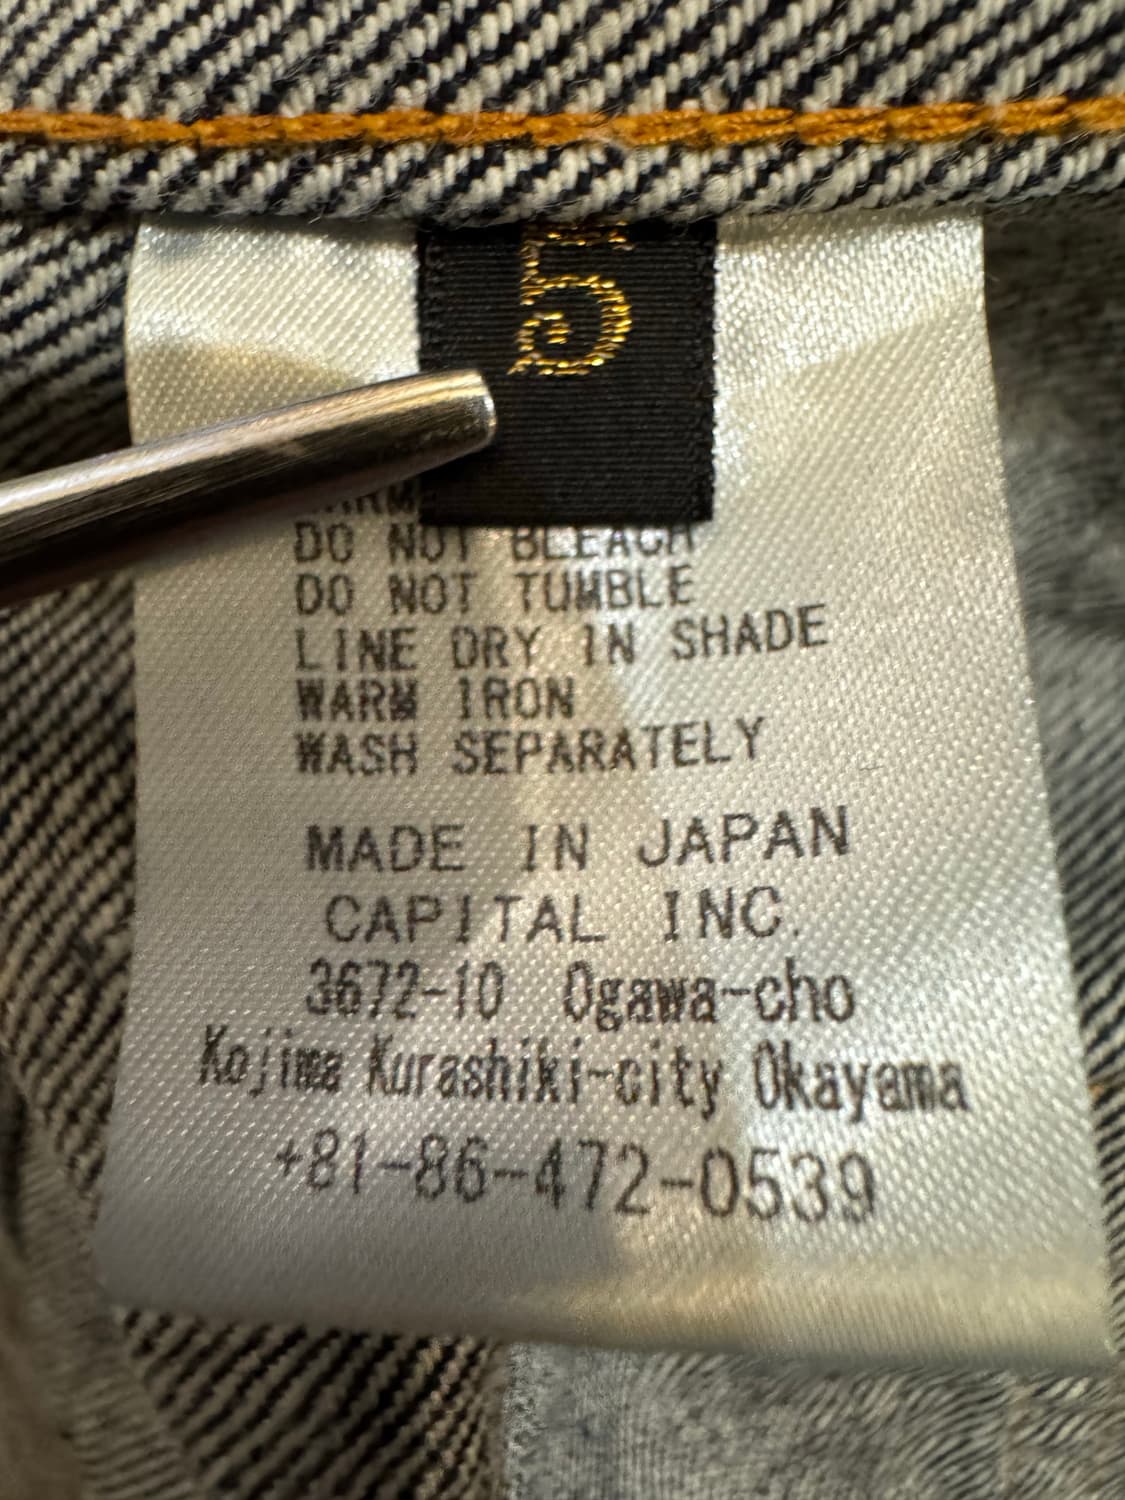 5
DO NOT BLEACH
DO NOT TUMBLE
LINE DRY IN SHADE
WARM IRON
WASH SEPARATELY
MADE IN JAPAN
CAPITAL INC.
3672-10 Ogawa-cho
Kojima Kurashiki-city Okayama
+81-86-472-0539